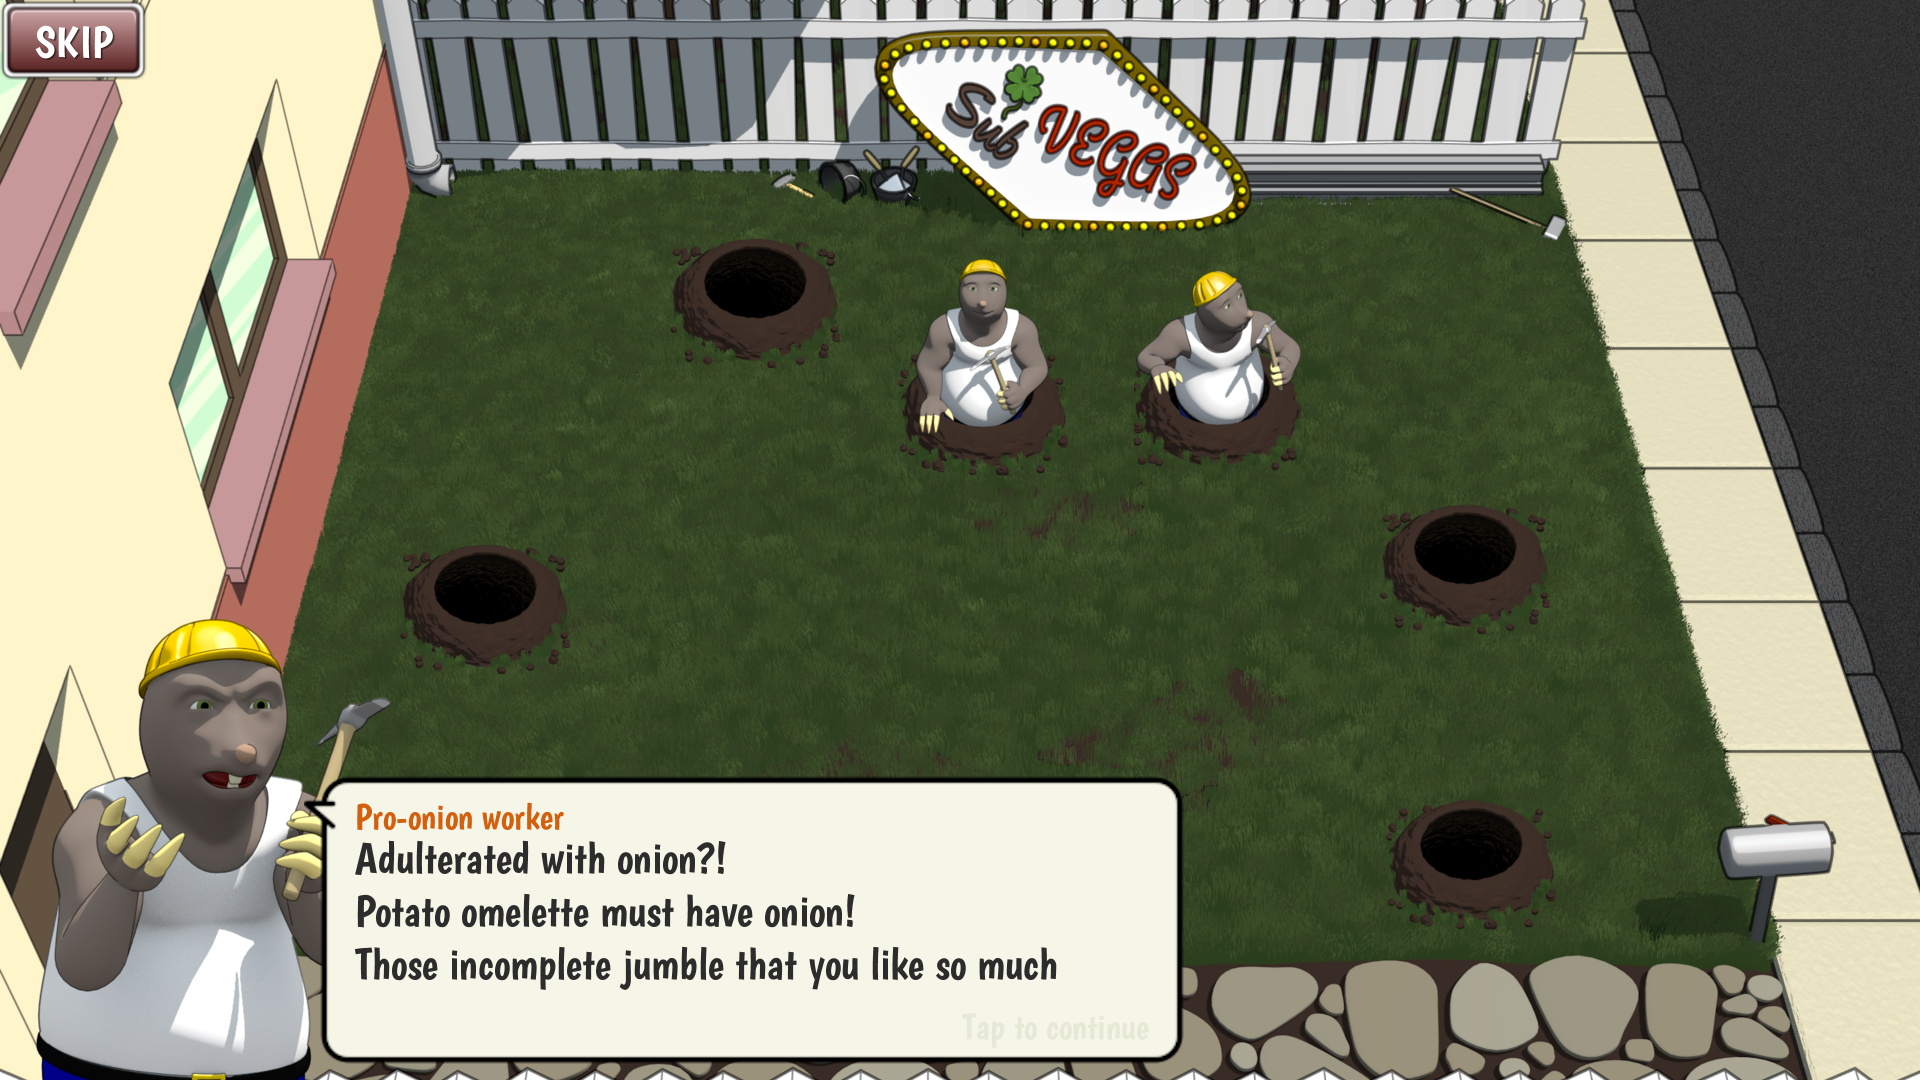 SKIP
Sub VEGAS
Pro-onion worker
Adulterated with onion?!
Potato omelette must have onion!
Those incomplete jumble that you like so much
Tap to continue